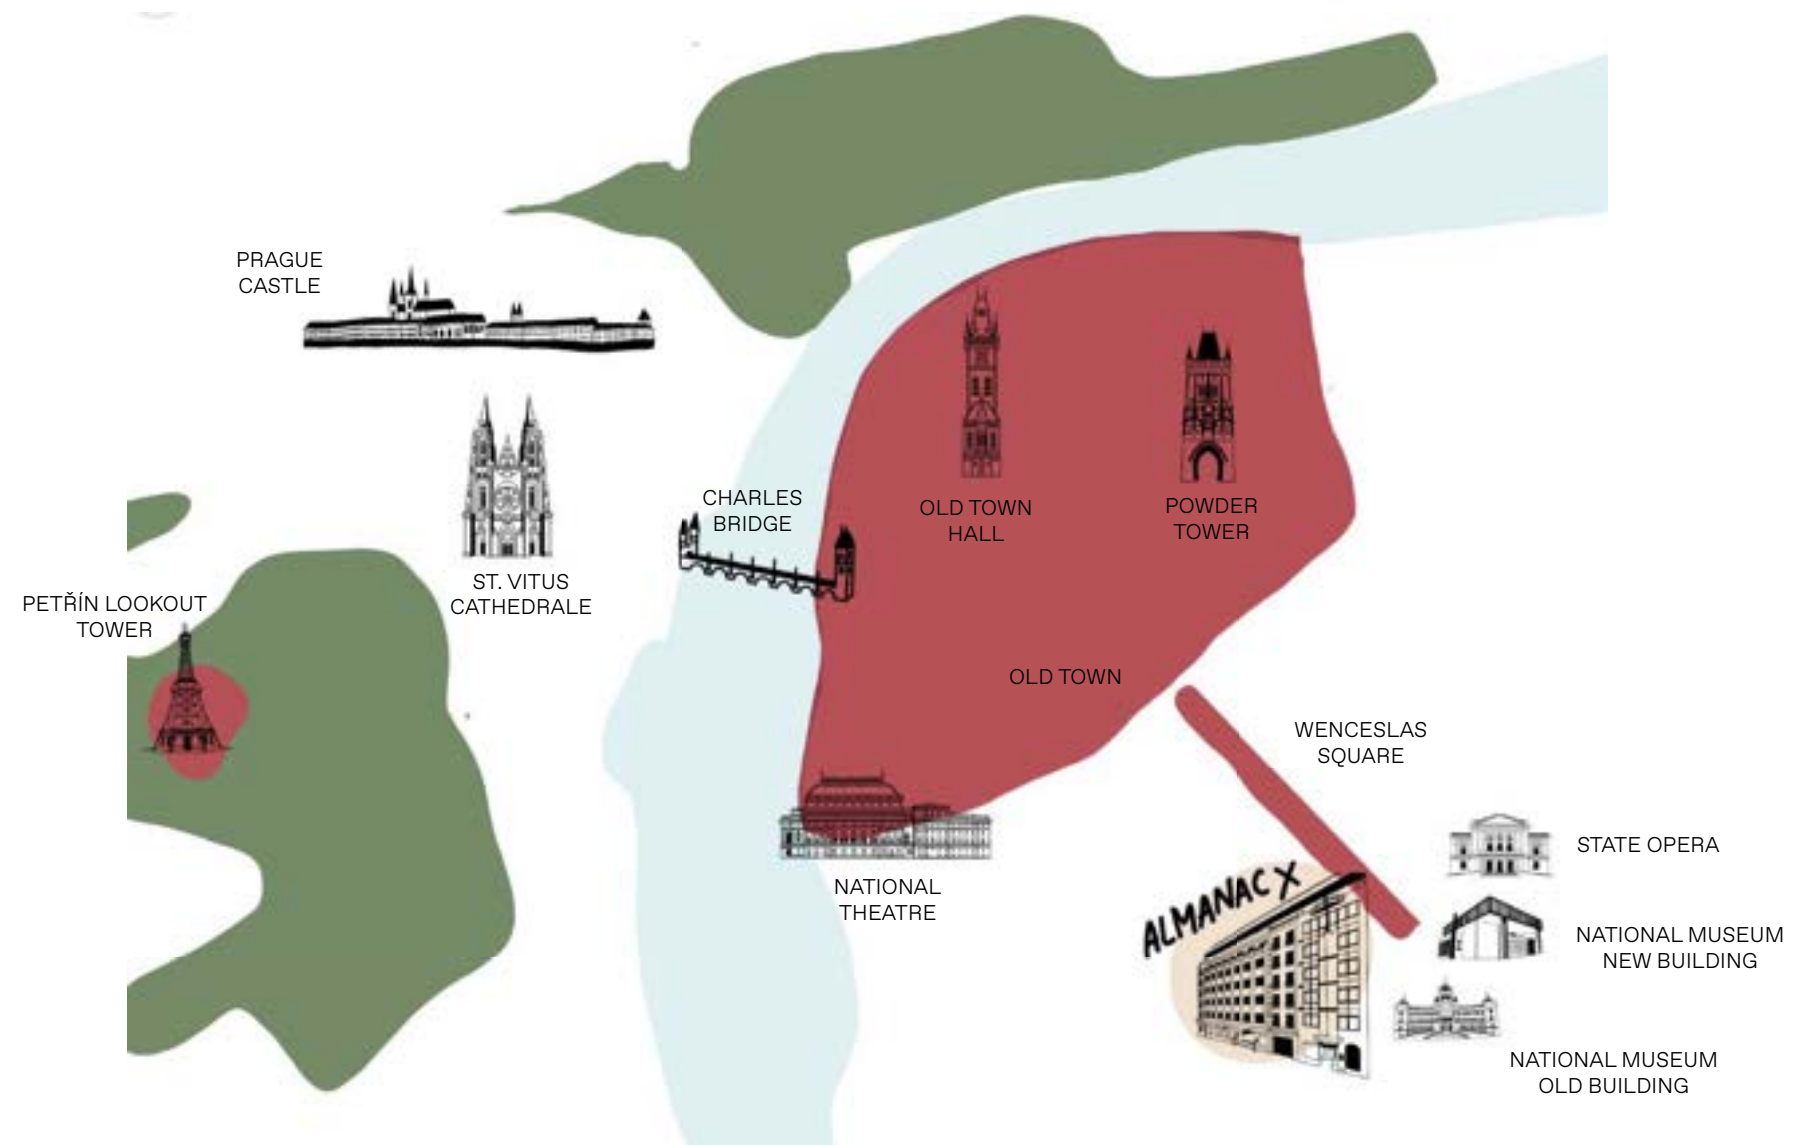 PRAGUE
CASTLE
CHARLES
BRIDGE
OLD TOWN
HALL
POWDER
TOWER
ST. VITUS
CATHEDRALE
PETŘÍN LOOKOUT
TOWER
OLD TOWN
WENCESLAS
SQUARE
STATE OPERA
NATIONAL
THEATRE
ALMANAC X
NATIONAL MUSEUM
NEW BUILDING
NATIONAL MUSEUM
OLD BUILDING